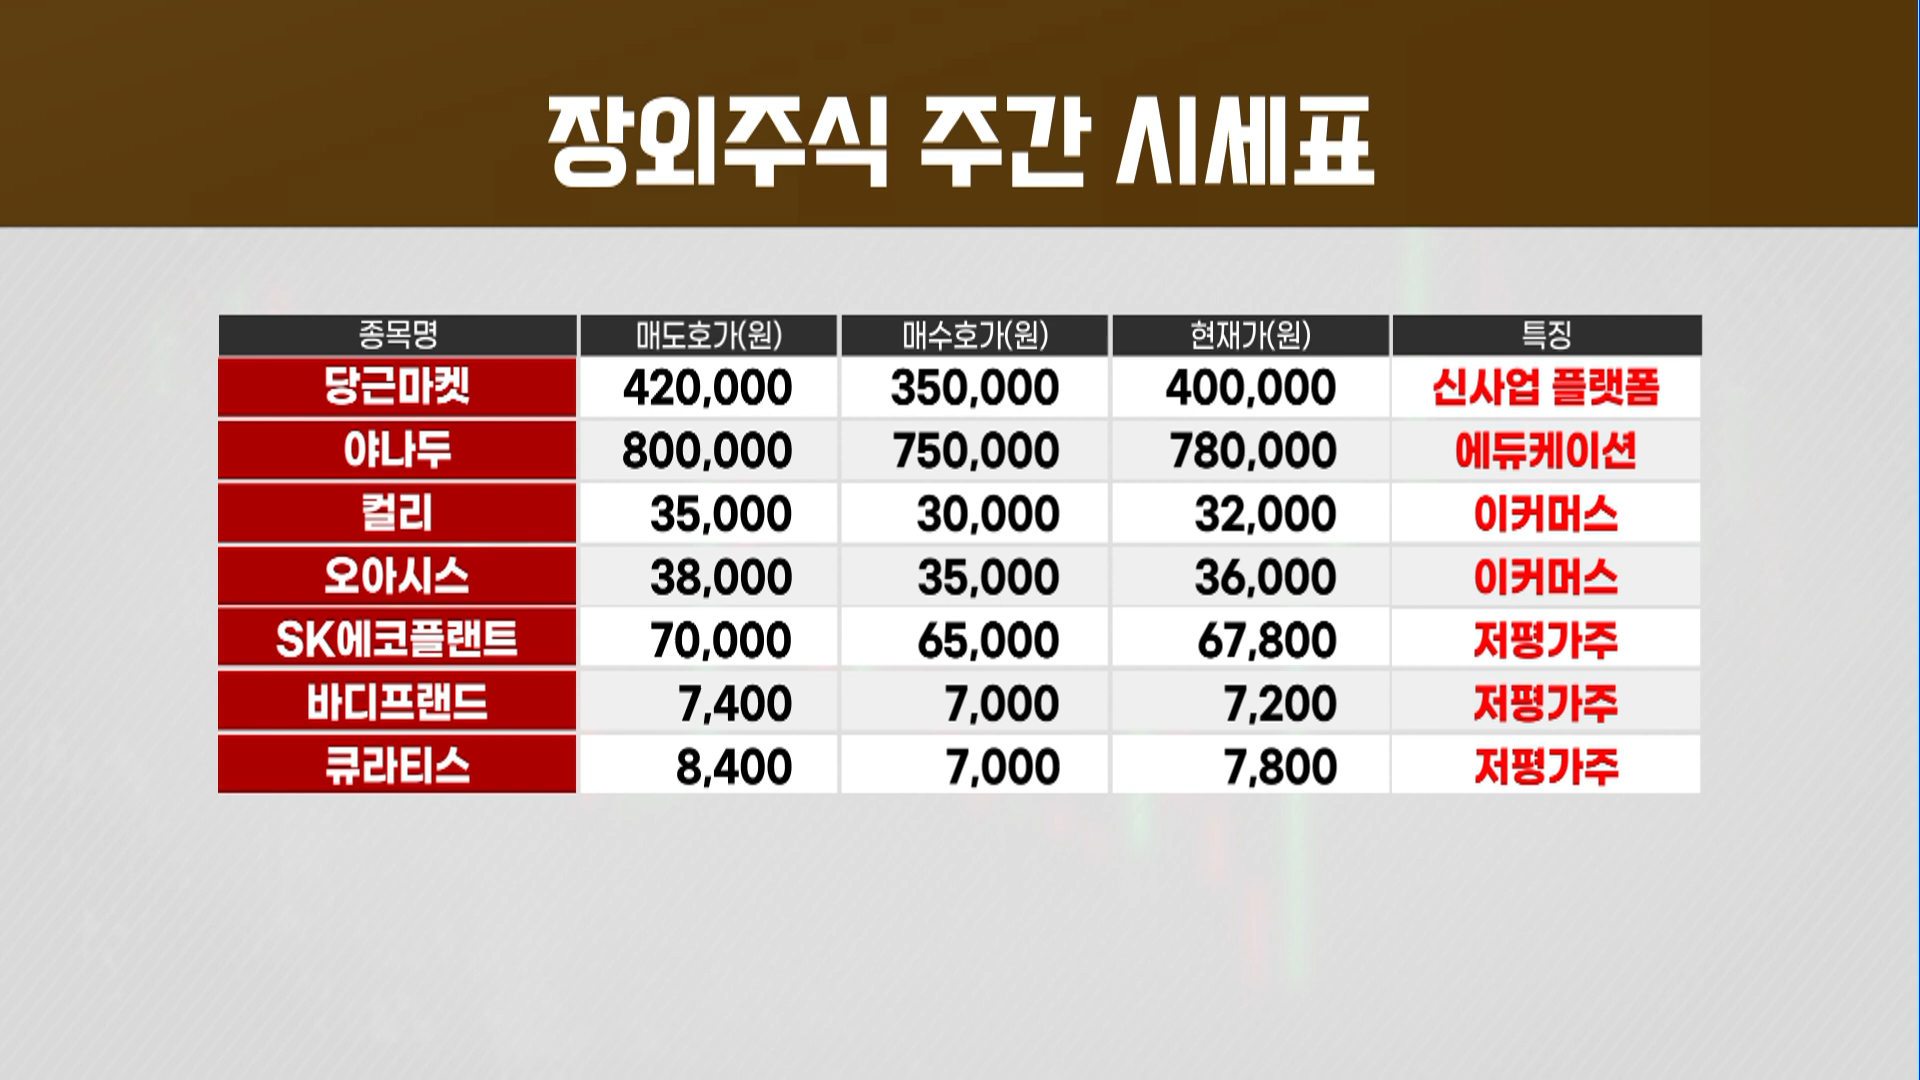 장외주식 주간 시세표
종목명 매도호가(원) 매수호가(원) 현재가(원) 특징
당근마켓 420,000 350,000 400,000 신사업 플랫폼
야나두 800,000 750,000 780,000 에듀케이션
컬리 35,000 30,000 32,000 이커머스
오아시스 38,000 35,000 36,000 이커머스
SK에코플랜트 70,000 65,000 67,800 저평가주
바디프랜드 7,400 7,000 7,200 저평가주
큐라티스 8,400 7,000 7,800 저평가주